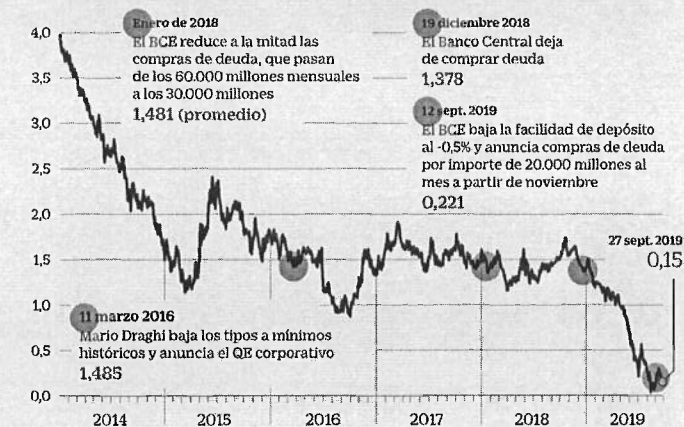 Enero de 2018
El BCE reduce a la mitad las
compras de deuda, que pasan
de los 60.000 millones mensuales
a los 30.000 millones
1,481 (promedio)
19 diciembre 2018
El Banco Central deja
de comprar deuda
1,378
12 sept. 2019
El BCE baja la facilidad de depósito
al -0,5% y anuncia compras de deuda
por importe de 20.000 millones al
mes a partir de noviembre
0,221
27 sept. 2019
0,15
11 marzo 2016
Mario Draghi baja los tipos a mínimos
históricos y anuncia el QE corporativo
1,485
4,0
3,5
3,0
2,5
2,0
1,5
1,0
0,5
0,0
2014 2015 2016 2017 2018 2019